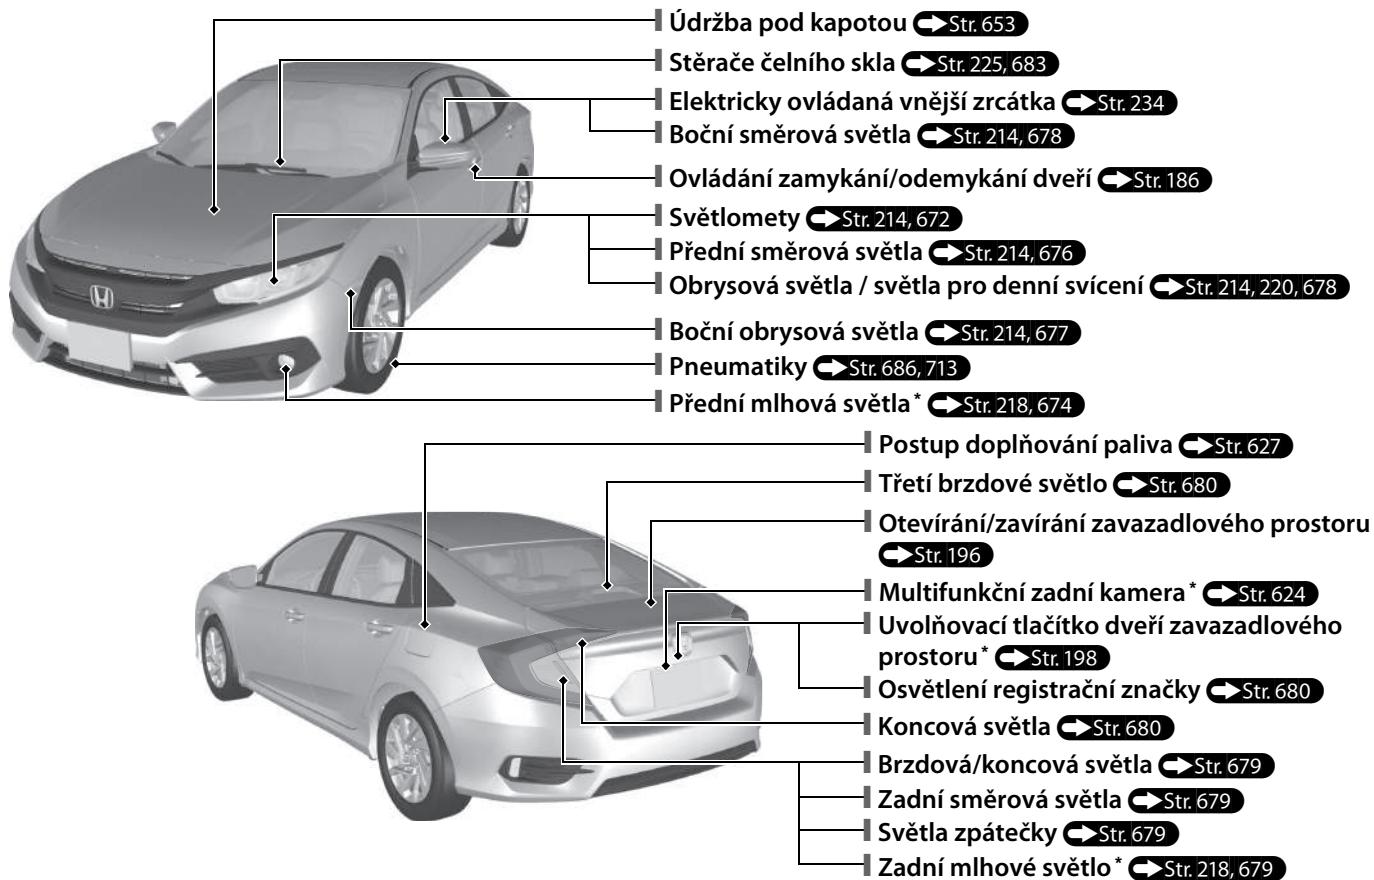 Údržba pod kapotou Str. 653
Stěrače čelního skla Str. 225, 683
Elektricky ovládaná vnější zrcátka Str. 234
Boční směrová světla Str. 214, 678
Ovládání zamykání/odemykání dveří Str. 186
Světlomety Str. 214, 672
Přední směrová světla Str. 214, 676
Obrysová světla / světla pro denní svícení Str. 214, 220, 678
Boční obrysová světla Str. 214, 677
Pneumatiky Str. 686, 713
Přední mlhová světla* Str. 218, 674
Postup doplňování paliva Str. 627
Třetí brzdové světlo Str. 680
Otevírání/zavírání zavazadlového prostoru
Str. 196
Multifunkční zadní kamera* Str. 624
Uvolňovací tlačítko dveří zavazadlového
prostoru* Str. 198
Osvětlení registrační značky Str. 680
Koncová světla Str. 680
Brzdová/koncová světla Str. 679
Zadní směrová světla Str. 679
Světla zpátečky Str. 679
Zadní mlhové světlo* Str. 218, 679